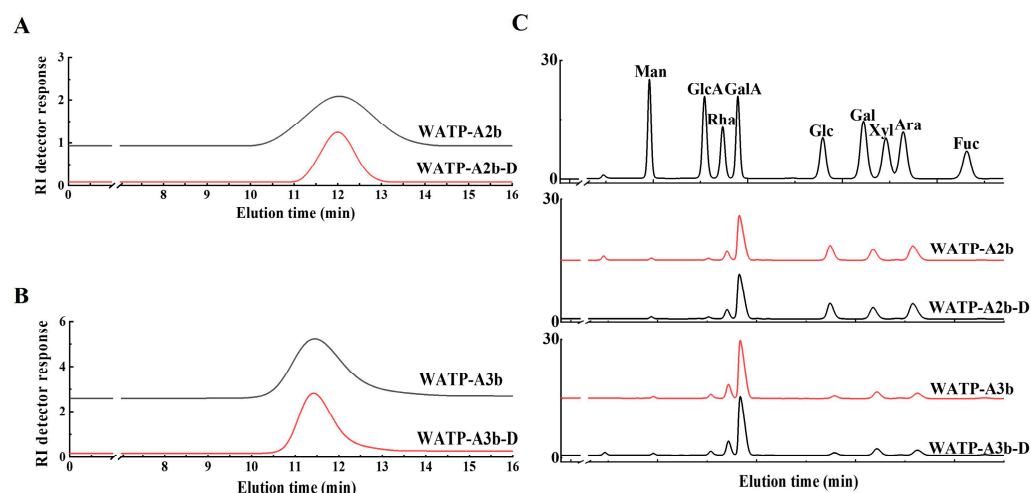 A
RI detector response
3
2
1
0
WATP-A2b
WATP-A2b-D
0 8 9 10 11 12 13 14 15 16
Elution time (min)
B
RI detector response
6
4
2
0
WATP-A3b
WATP-A3b-D
0 8 9 10 11 12 13 14 15 16
Elution time (min)
C
30
0
Man
GlcA
Rha
GalA
Glc
Gal
Xyl
Ara
Fuc
30
0
WATP-A2b
WATP-A2b-D
30
0
WATP-A3b
WATP-A3b-D
Elution time (min)